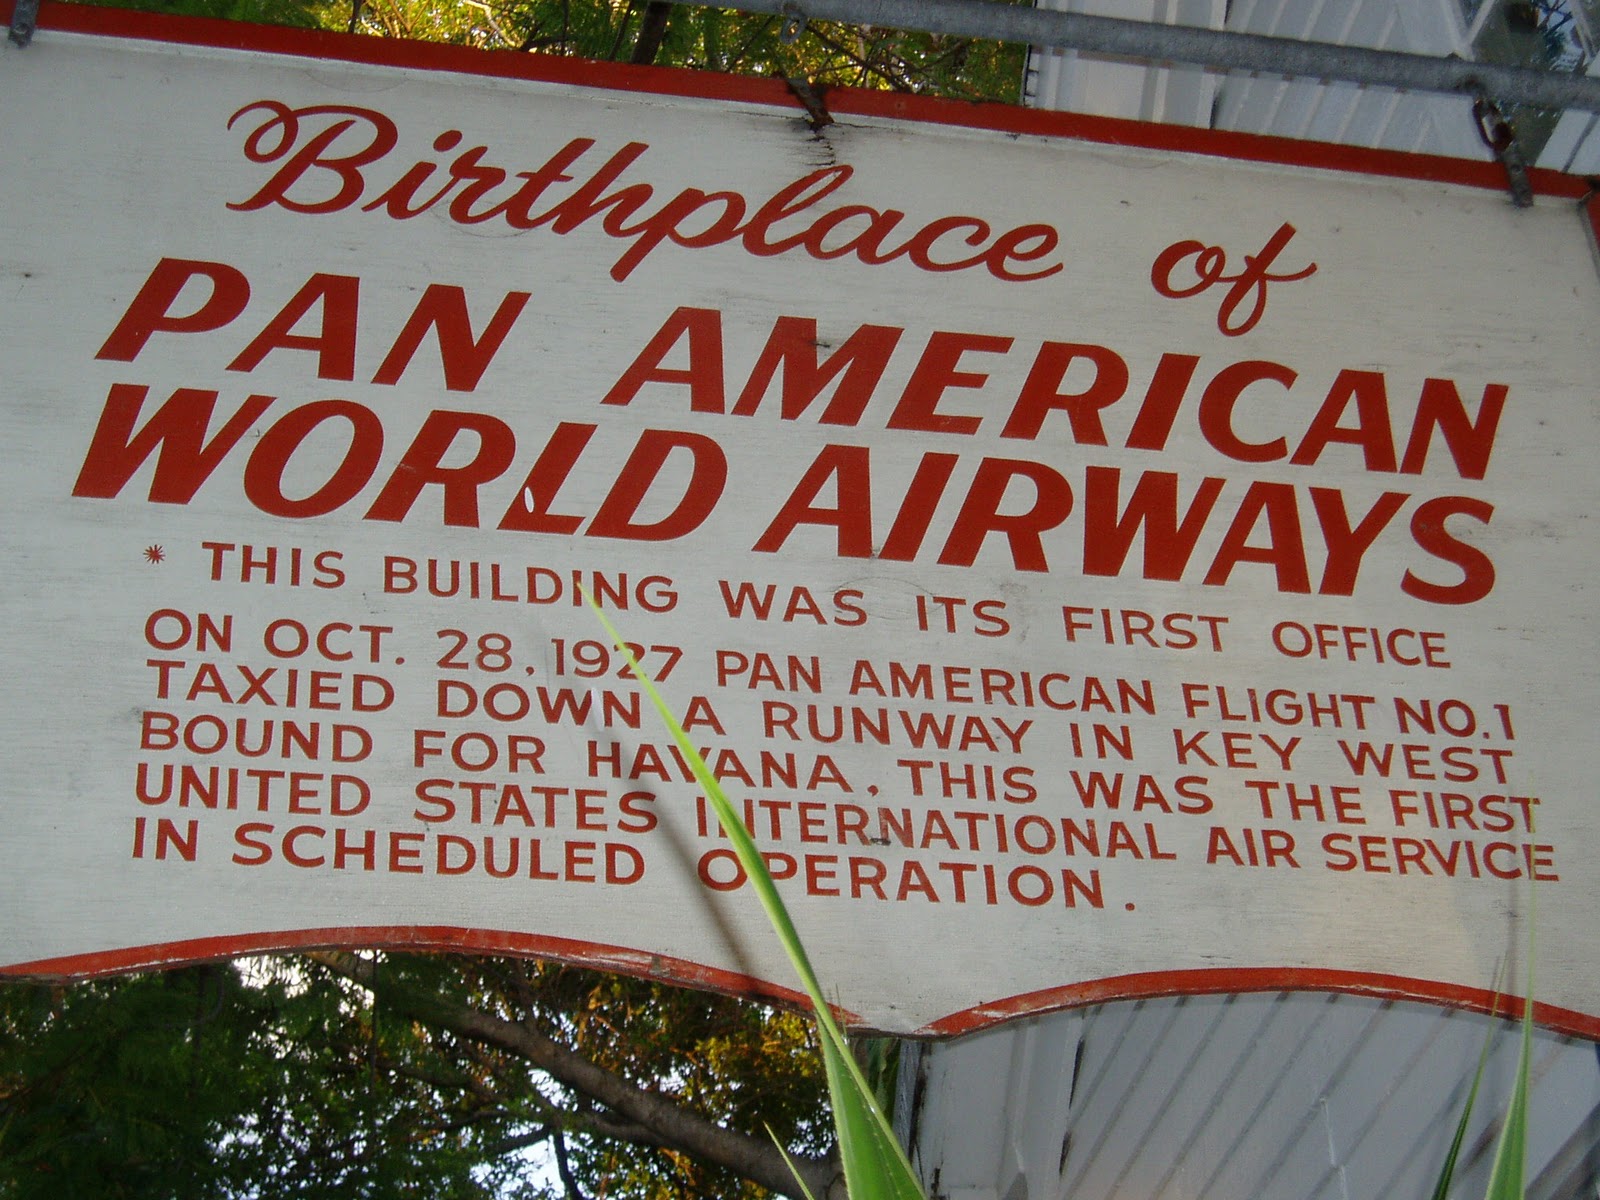 Birthplace of
PAN AMERICAN
WORLD AIRWAYS
* THIS BUILDING WAS ITS FIRST OFFICE
ON OCT. 28, 1927 PAN AMERICAN FLIGHT NO.1
TAXIED DOWN A RUNWAY IN KEY WEST
BOUND FOR HAVANA. THIS WAS THE FIRST
UNITED STATES INTERNATIONAL AIR SERVICE
IN SCHEDULED OPERATION.